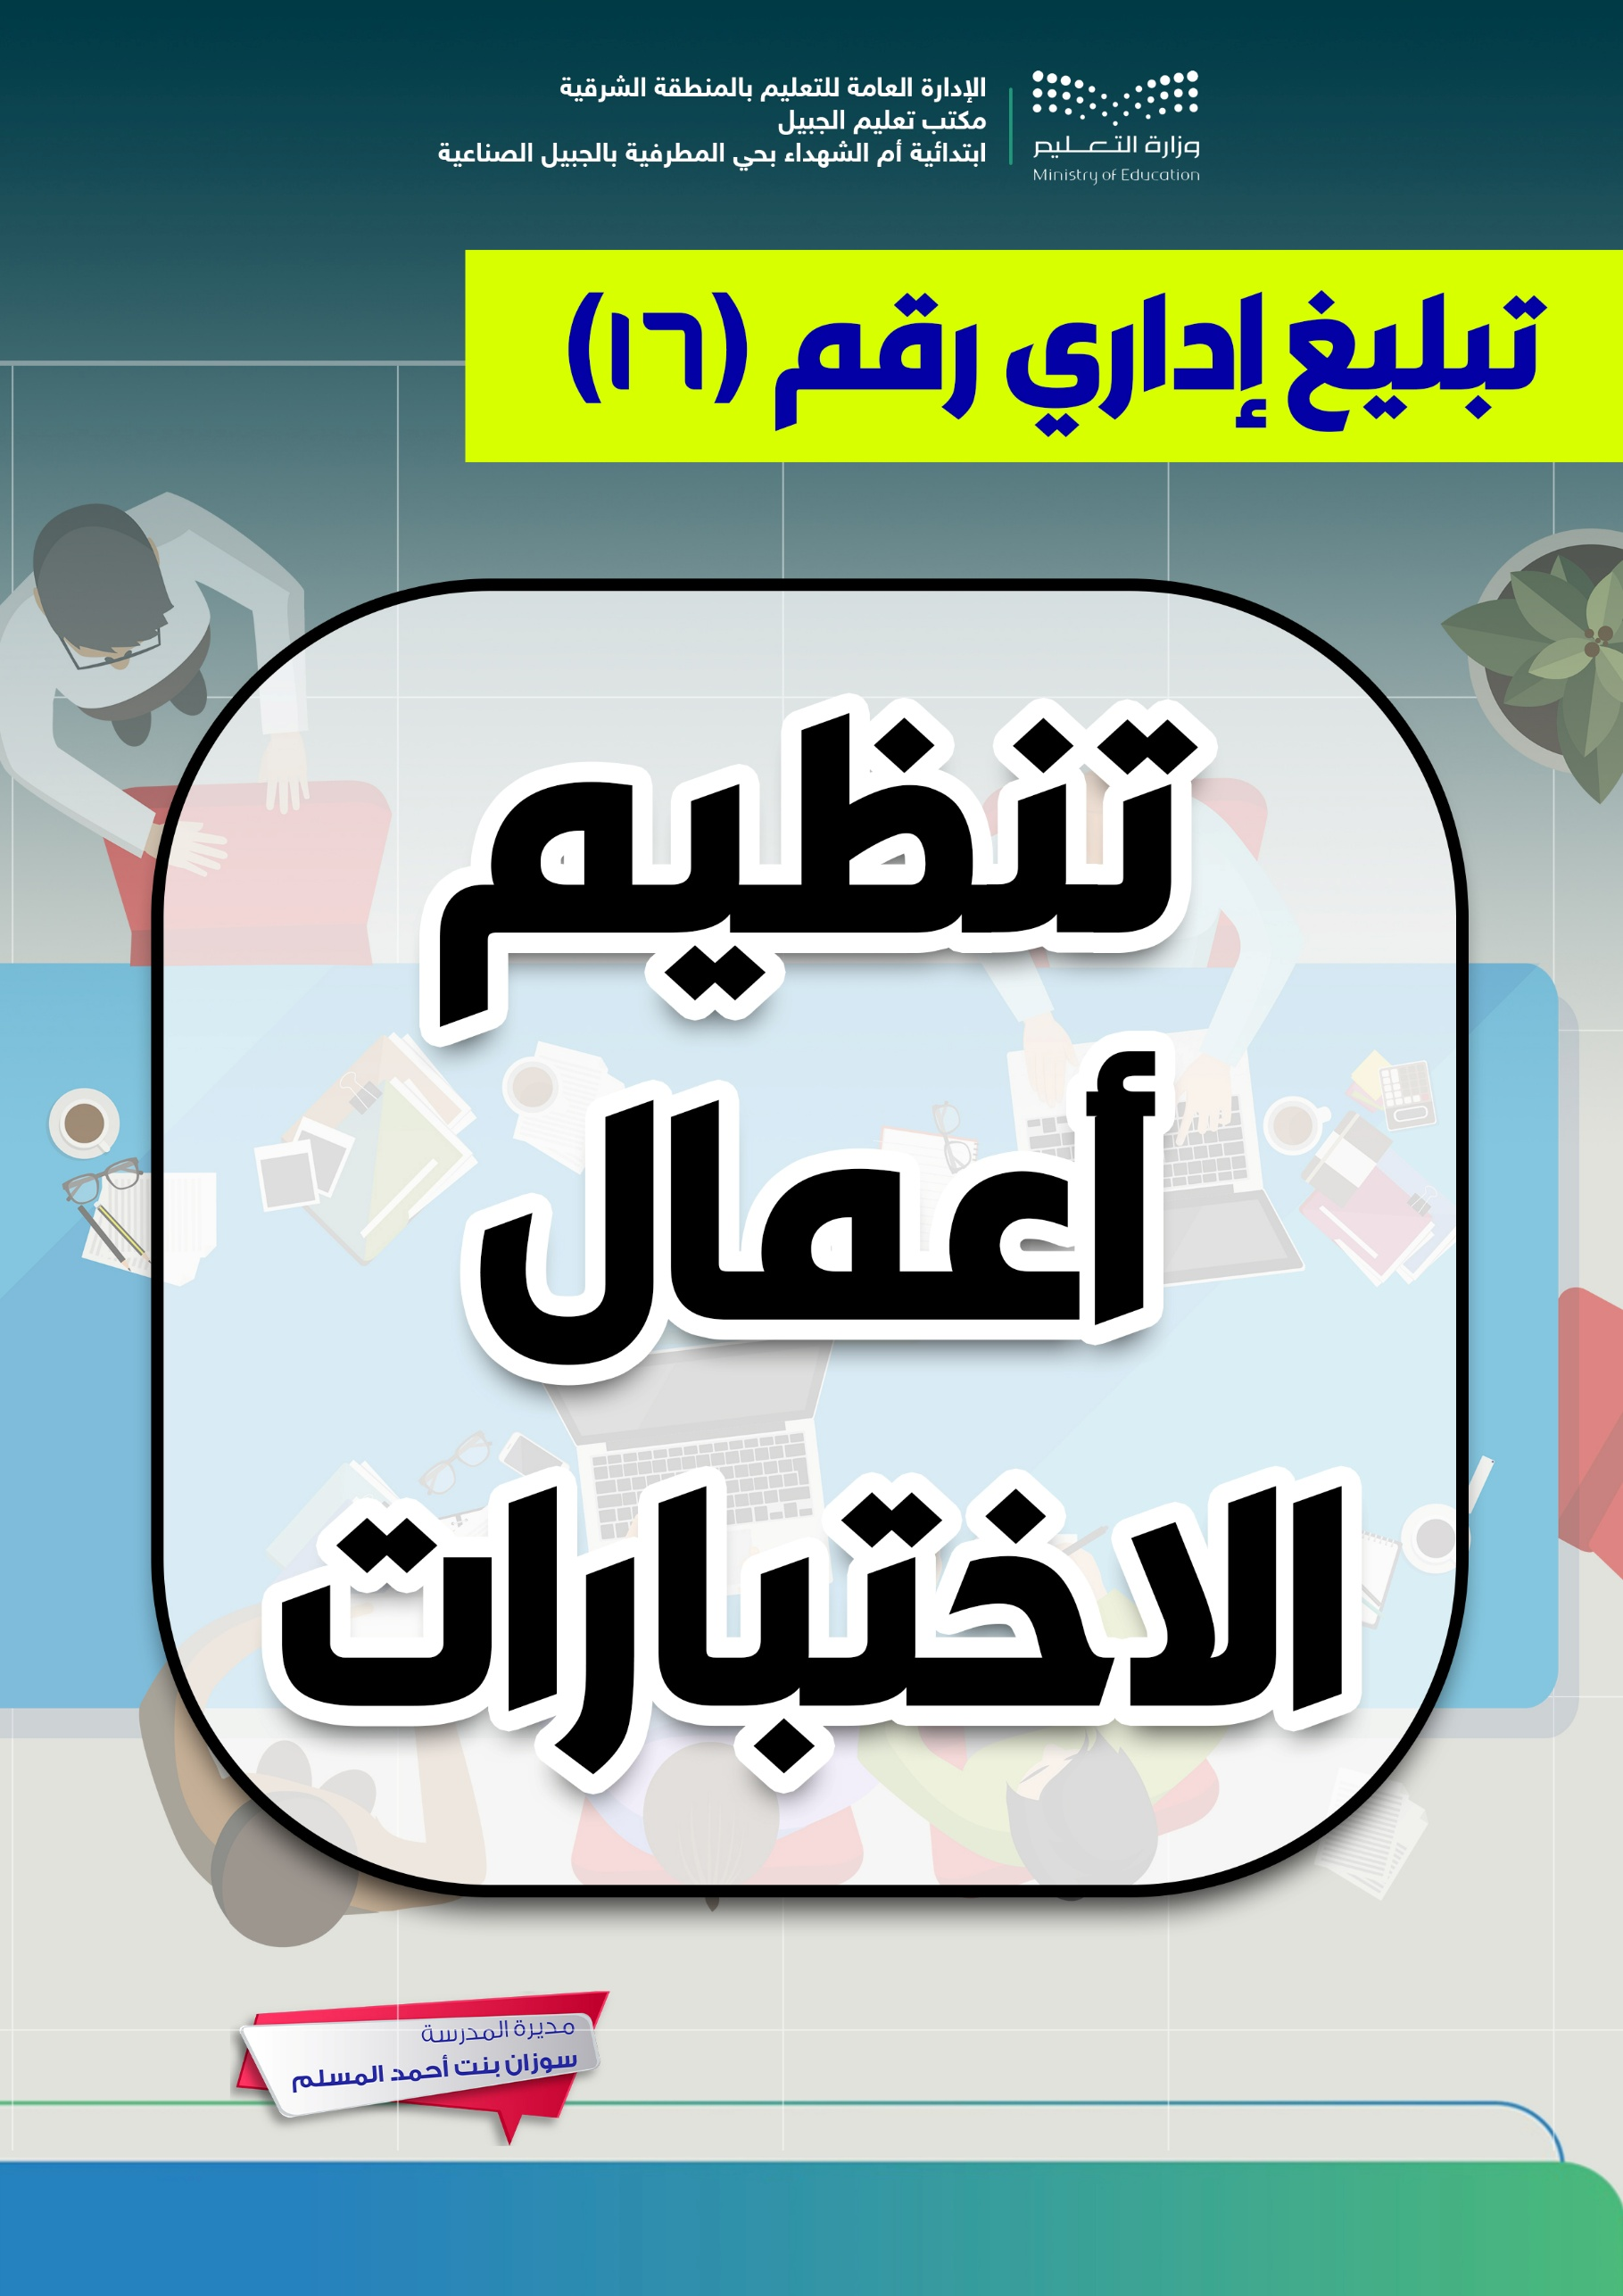 الإدارة العامة للتعليم بالمنطقة الشرقية
مكتب تعليم الجبيل
ابتدائية أم الشهداء بحي المطرفية بالجبيل الصناعية
وزارة التعليم
Ministry of Education
تبليغ إداري رقم (١٦)
تنظيم
أعمال
الاختبارات
مديرة المدرسة
سوزان بنت أحمد المسلم